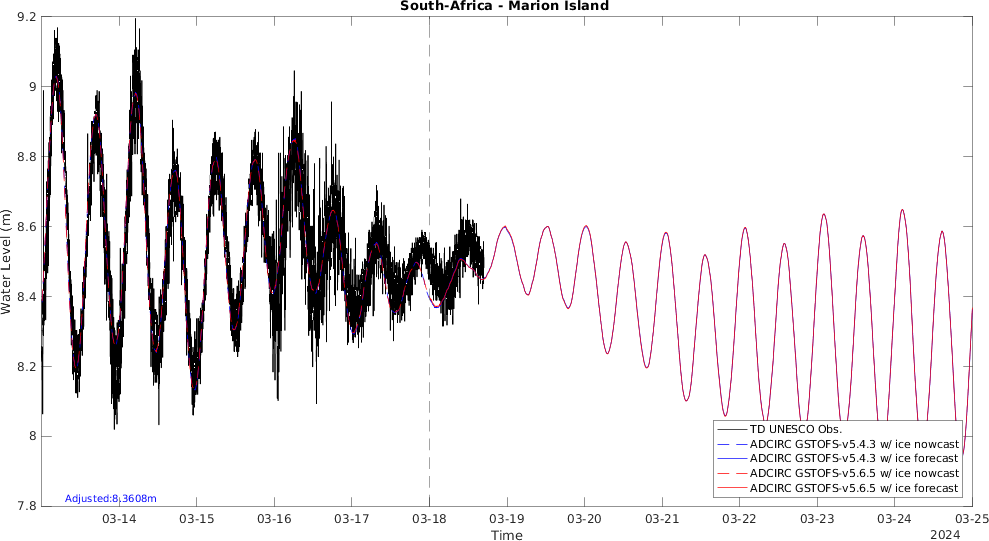 South-Africa - Marion Island
9.2
9
8.8
8.6
8.4
8.2
8
7.8
Water Level (m)
Adjusted:8.3608m
TD UNESCO Obs.
ADCIRC GSTOFS-v5.4.3 w/ ice nowcast
ADCIRC GSTOFS-v5.4.3 w/ ice forecast
ADCIRC GSTOFS-v5.6.5 w/ ice nowcast
ADCIRC GSTOFS-v5.6.5 w/ ice forecast
03-14 03-15 03-16 03-17 03-18 03-19 03-20 03-21 03-22 03-23 03-24 03-25
Time
2024